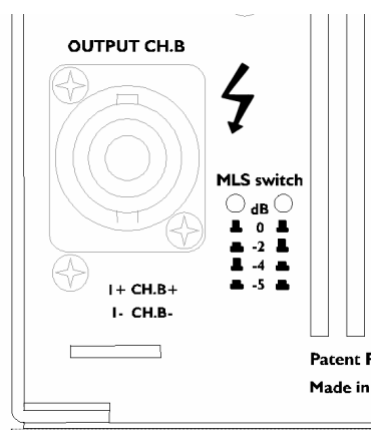 OUTPUT CH.B
MLS switch
dB
0
-2
-4
-5
1+ CH.B+
1- CH.B-
Patent
Made in